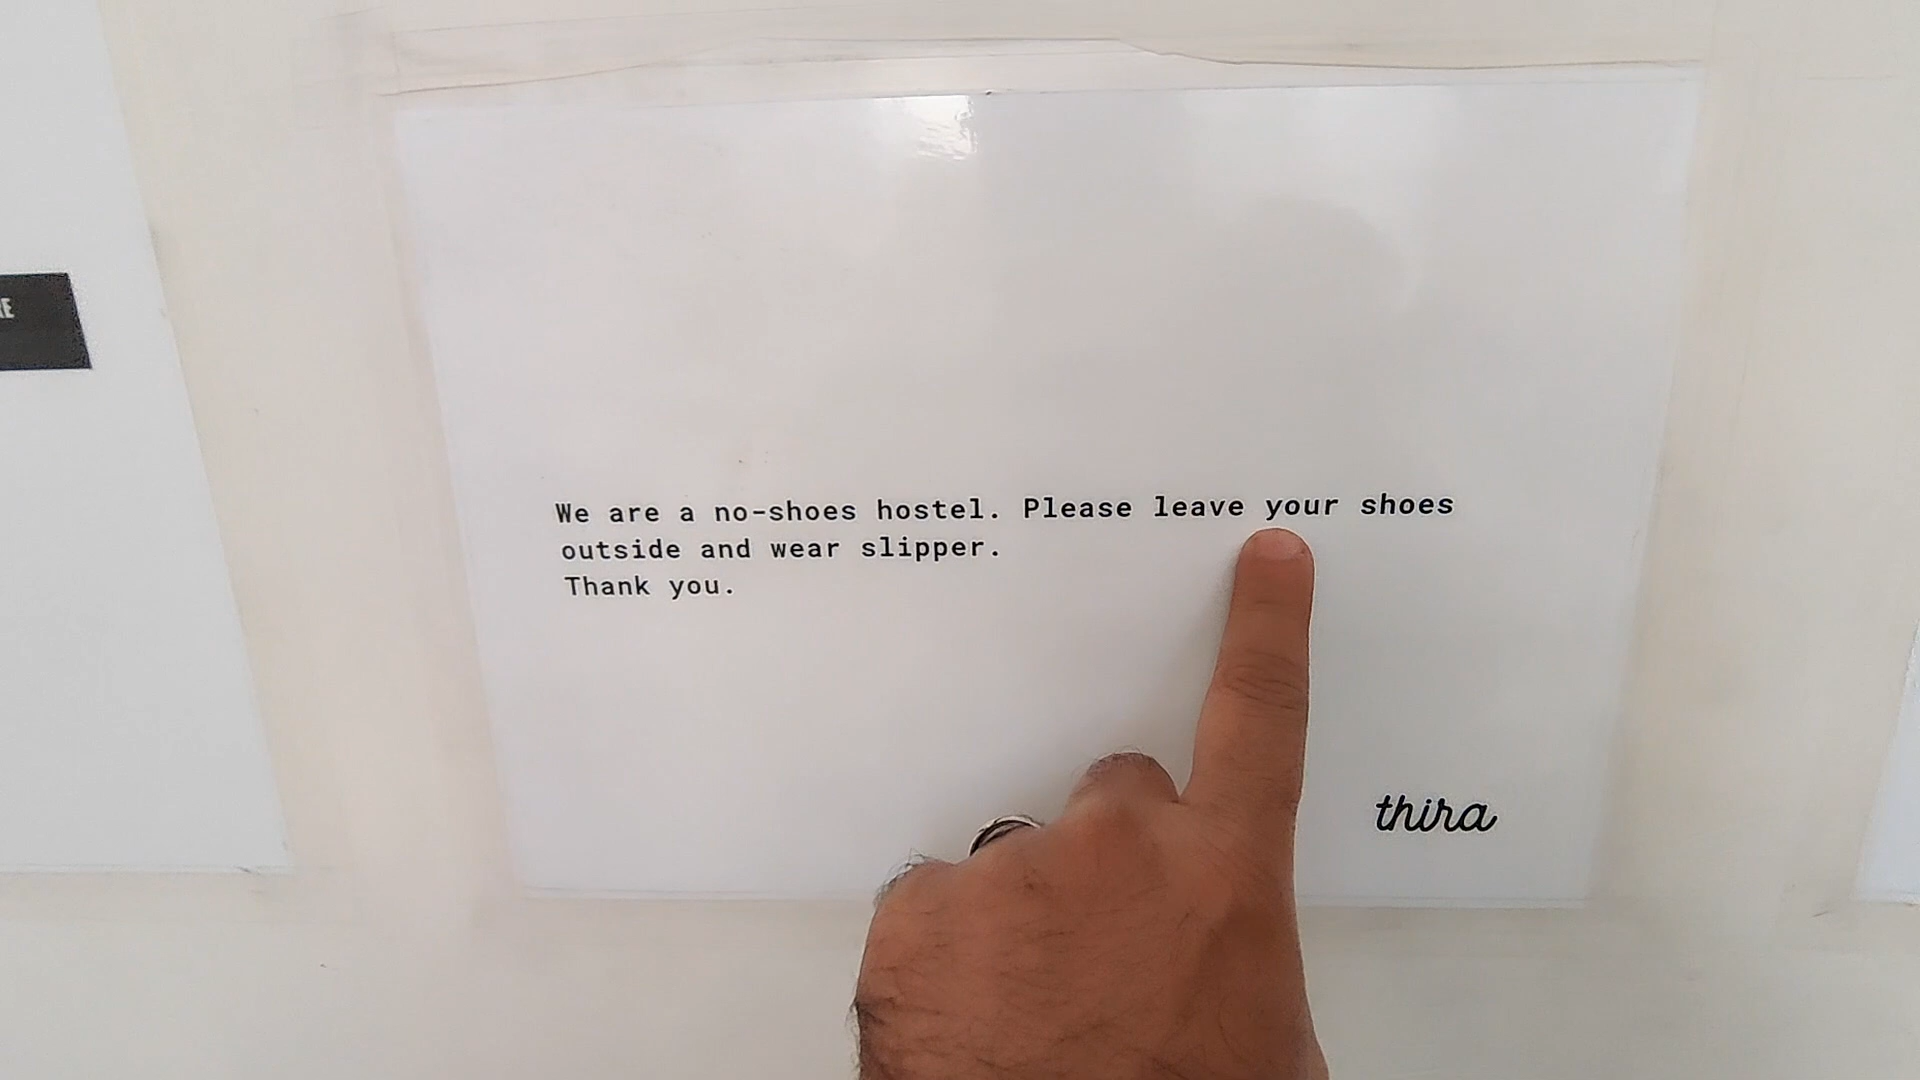 We are a no-shoes hostel. Please leave your shoes
outside and wear slipper.
Thank you.
thira